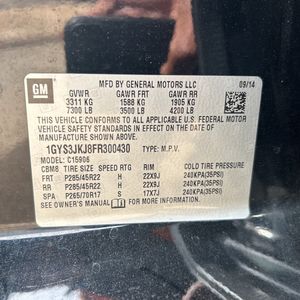 GM
MFD BY GENERAL MOTORS LLC 09/14
GVWR GAWR FRT GAWR RR
3311 KG 1588 KG 1905 KG
7300 LB 3500 LB 4200 LB
THIS VEHICLE CONFORMS TO ALL APPLICABLE U.S. FEDERAL MOTOR
VEHICLE SAFETY STANDARDS IN EFFECT ON THE DATE OF
MANUFACTURE SHOWN ABOVE.
1GYS3JKJ8FR300430 TYPE: M.P.V.
MODEL: C15906
CBM8 TIRE SIZE SPEED RTG RIM COLD TIRE PRESSURE
FRT P285/45R22 H 22X9J 240KPA(35PSI)
RR P285/45R22 H 22X9J 240KPA(35PSI)
SPA P265/70R17 S 17X7J 240KPA(35PSI)
SEE OWNER'S MANUAL FOR MORE INFORMATION.